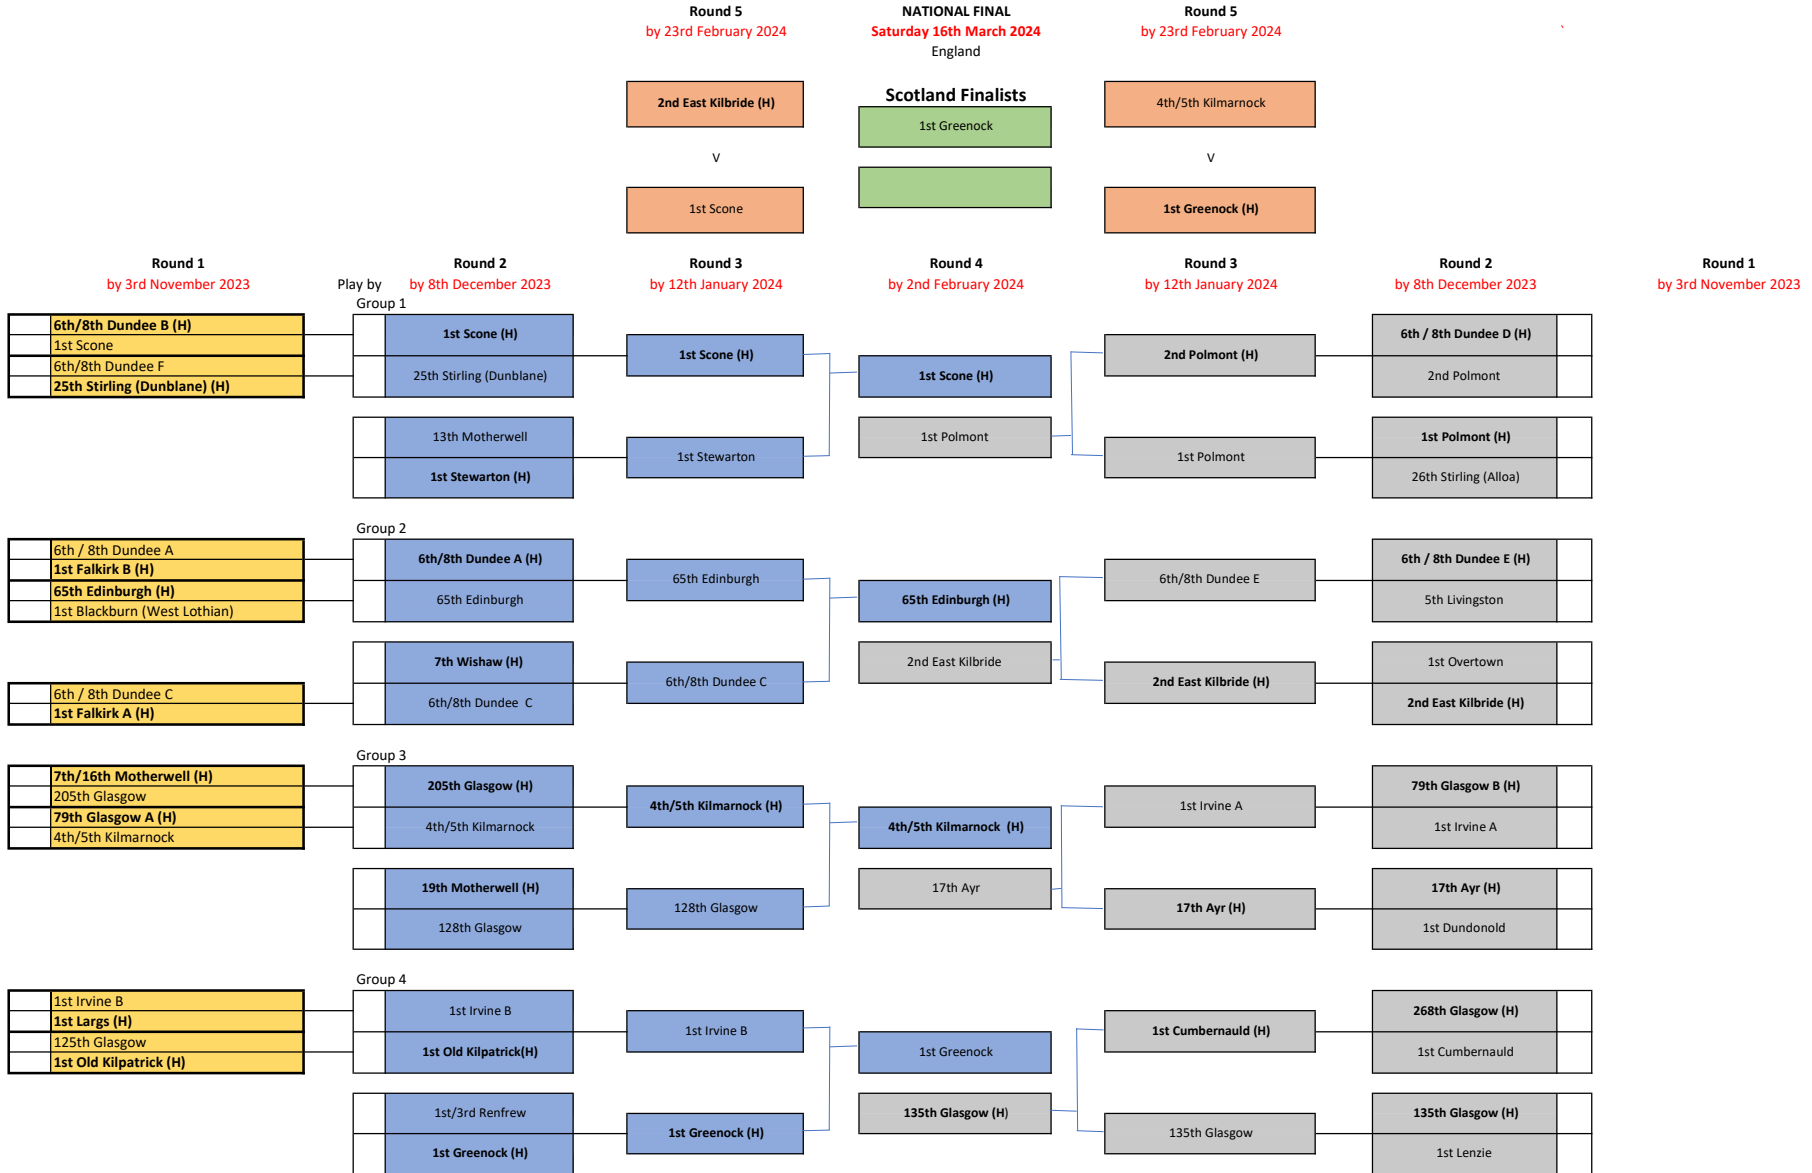 Round 5
NATIONAL FINAL
Round 5
by 23rd February 2024
Saturday 16th March 2024
by 23rd February 2024
`
England
2nd East Kilbride (H)
Scotland Finalists
4th/5th Kilmarnock
1st Greenock
V
V
1st Scone
1st Greenock (H)
Round 1
Round 2
Round 3
Round 4
Round 3
Round 2
Round 1
by 3rd November 2023
Play by
by 8th December 2023
by 12th January 2024
by 2nd February 2024
by 12th January 2024
by 8th December 2023
by 3rd November 2023
Group 1
6th/8th Dundee B (H)
1st Scone
6th/8th Dundee F
25th Stirling (Dunblane) (H)
1st Scone (H)
25th Stirling (Dunblane)
13th Motherwell
1st Stewarton (H)
1st Scone (H)
1st Stewarton
1st Scone (H)
1st Polmont
2nd Polmont (H)
1st Polmont
6th / 8th Dundee D (H)
2nd Polmont
1st Polmont (H)
26th Stirling (Alloa)
Group 2
6th / 8th Dundee A
1st Falkirk B (H)
65th Edinburgh (H)
1st Blackburn (West Lothian)
6th / 8th Dundee C
1st Falkirk A (H)
6th/8th Dundee A (H)
65th Edinburgh
7th Wishaw (H)
6th/8th Dundee  C
65th Edinburgh
6th/8th Dundee C
65th Edinburgh (H)
2nd East Kilbride
6th/8th Dundee E
2nd East Kilbride (H)
6th / 8th Dundee E (H)
5th Livingston
1st Overtown
2nd East Kilbride (H)
Group 3
7th/16th Motherwell (H)
205th Glasgow
79th Glasgow A (H)
4th/5th Kilmarnock
205th Glasgow (H)
4th/5th Kilmarnock
19th Motherwell (H)
128th Glasgow
4th/5th Kilmarnock (H)
128th Glasgow
4th/5th Kilmarnock  (H)
17th Ayr
1st Irvine A
17th Ayr (H)
79th Glasgow B (H)
1st Irvine A
17th Ayr (H)
1st Dundonold
Group 4
1st Irvine B
1st Largs (H)
125th Glasgow
1st Old Kilpatrick (H)
1st Irvine B
1st Old Kilpatrick(H)
1st/3rd Renfrew
1st Greenock (H)
1st Irvine B
1st Greenock (H)
1st Greenock
135th Glasgow (H)
1st Cumbernauld (H)
135th Glasgow
268th Glasgow (H)
1st Cumbernauld
135th Glasgow (H)
1st Lenzie